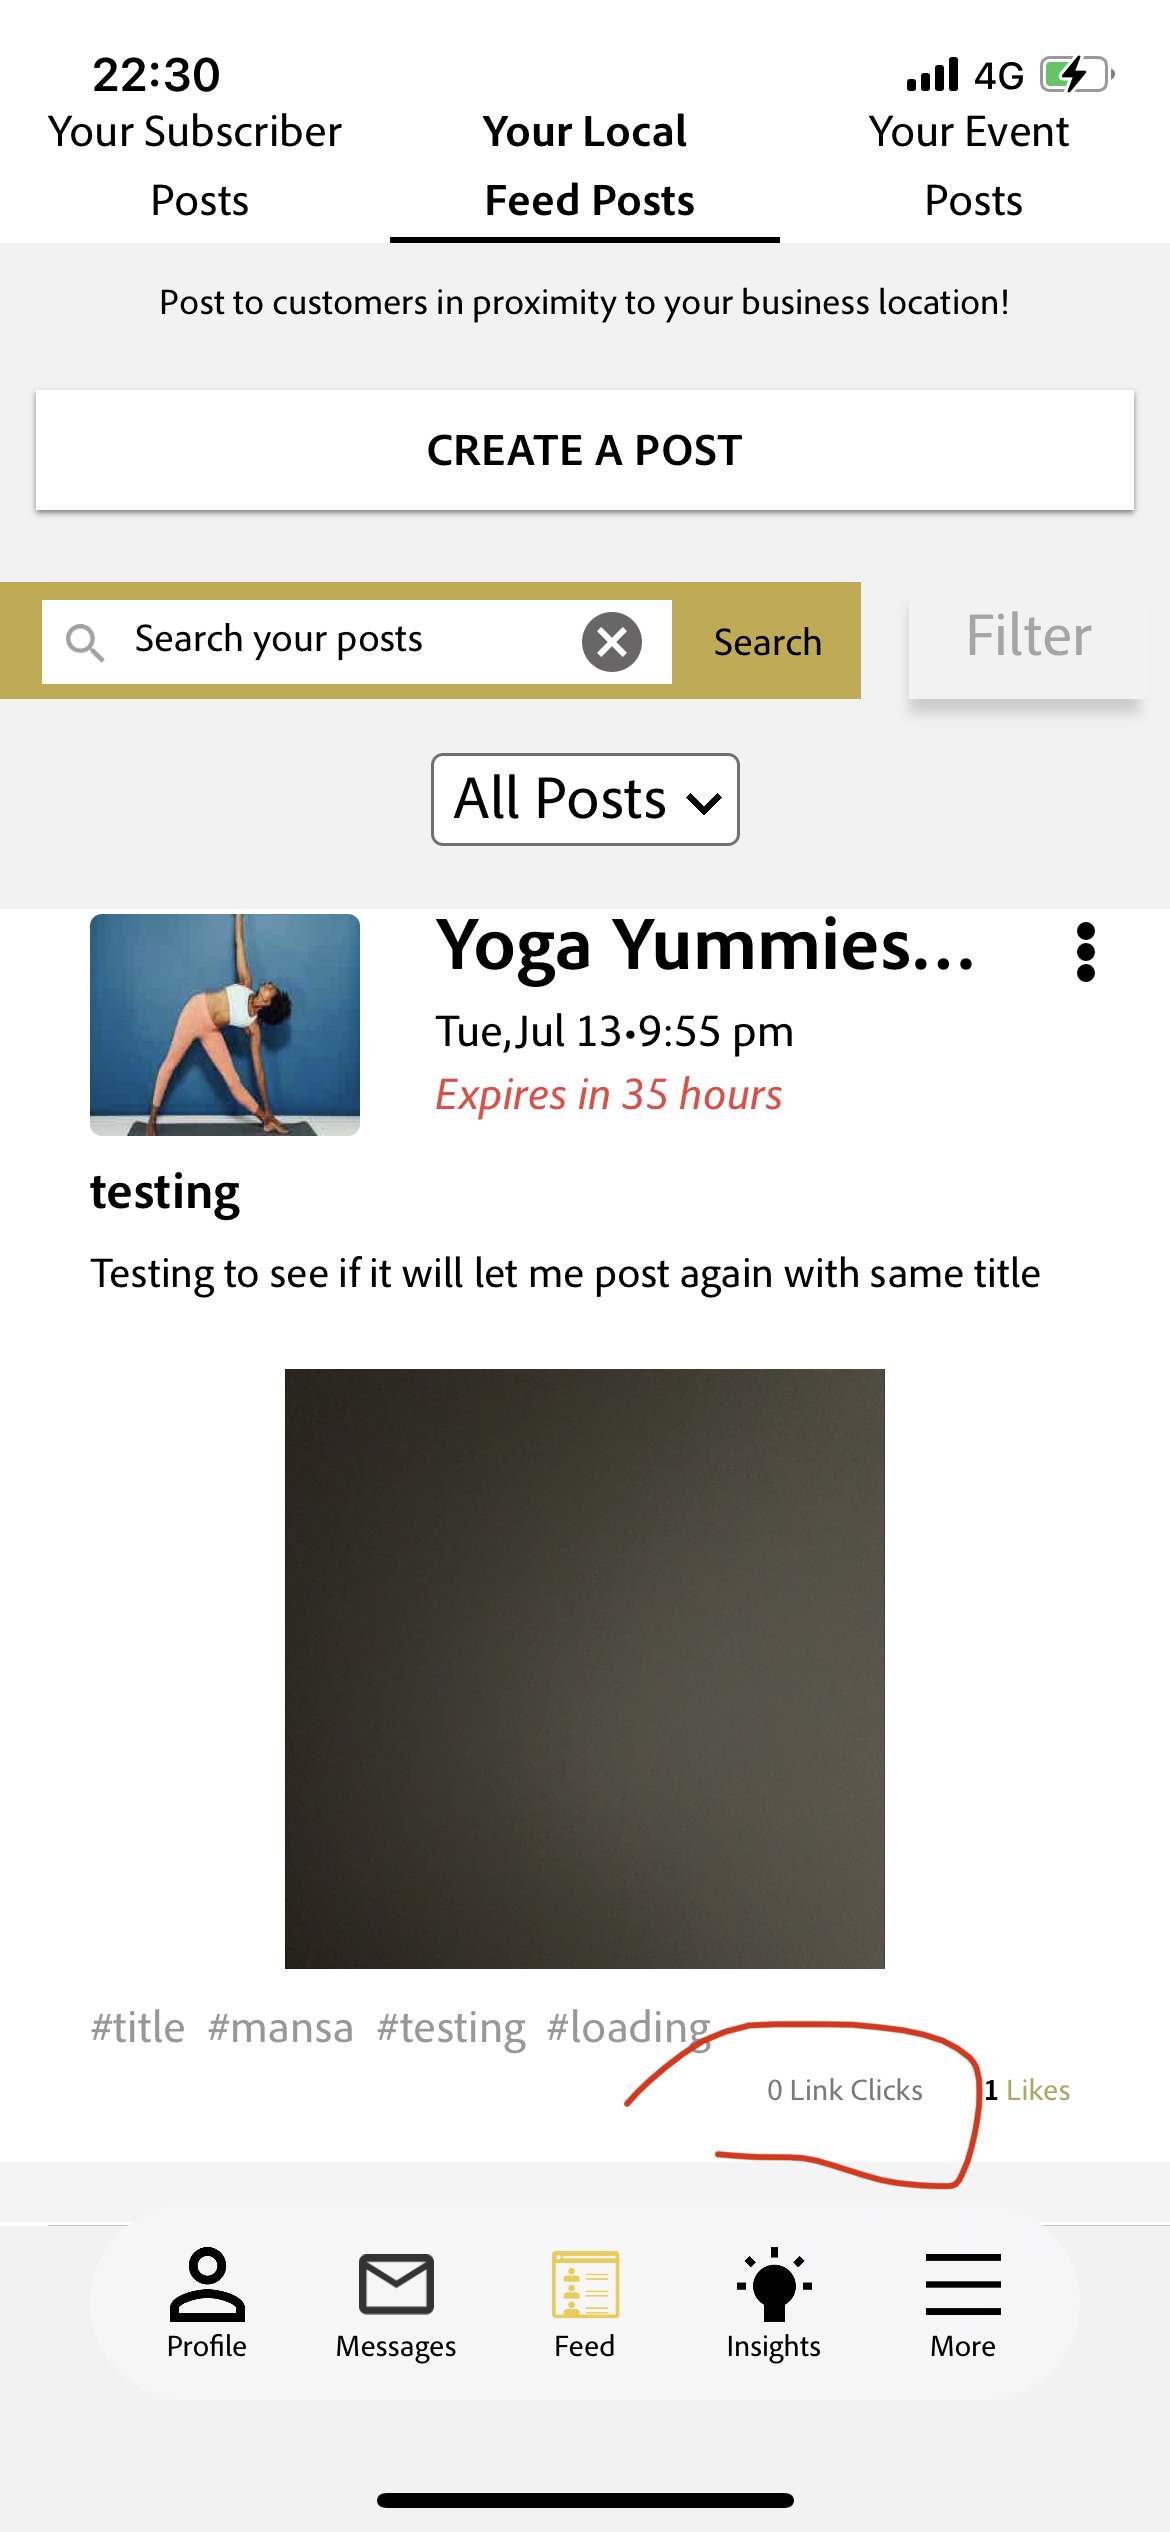 22:30 4G
Your Subscriber Posts
Your Local Feed Posts
Your Event Posts
Post to customers in proximity to your business location!
CREATE A POST
Search your posts Search Filter
All Posts
Yoga Yummies...
Tue,Jul 13•9:55 pm
Expires in 35 hours
testing
Testing to see if it will let me post again with same title
#title #mansa #testing #loading
0 Link Clicks 1 Likes
Profile Messages Feed Insights More